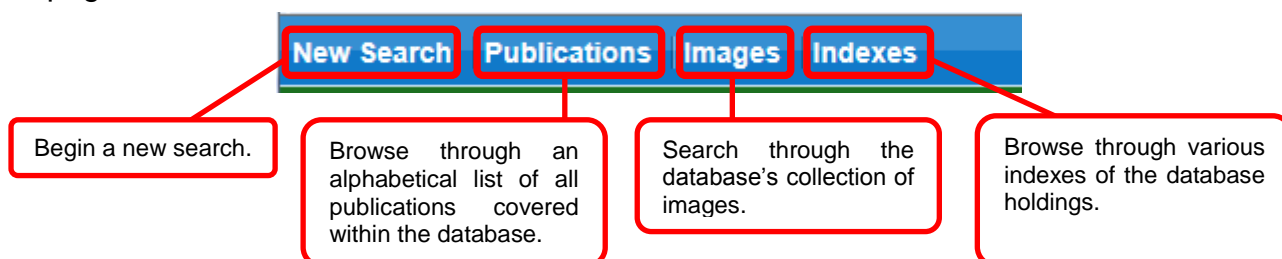 New Search Publications Images Indexes
Begin a new search.
Browse through an
alphabetical list of all
publications covered
within the database.
Search through the
database's collection of
images.
Browse through various
indexes of the database
holdings.